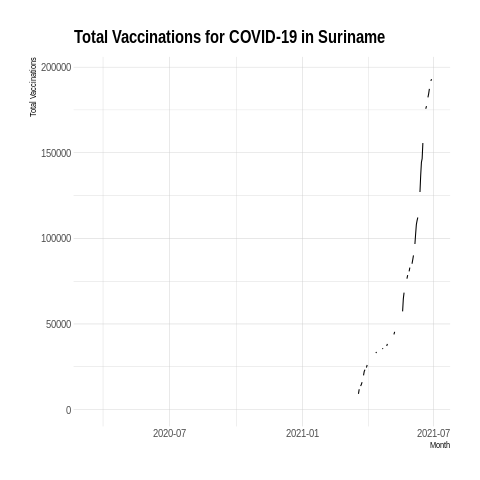 Total Vaccinations for COVID-19 in Suriname
Total Vaccinations
200000
150000
100000
50000
0
2020-07 2021-01 2021-07
Month